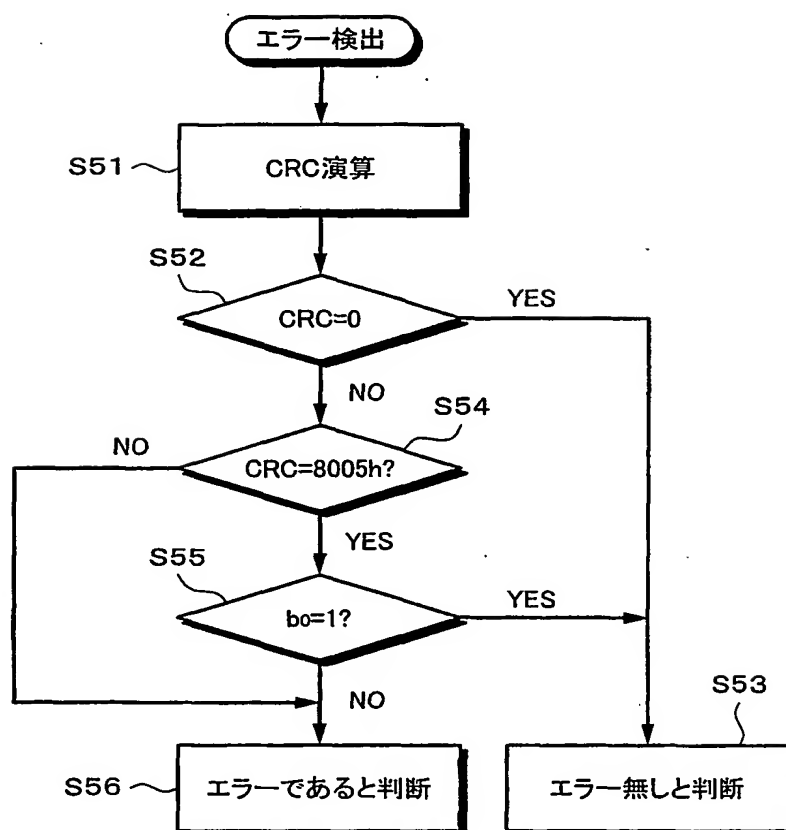 エラー検出
S51
CRC演算
S52
CRC=0
YES
NO
S54
NO
CRC=8005h?
YES
S55
b0=1?
YES
NO
S53
S56
エラーであると判断
エラー無しと判断